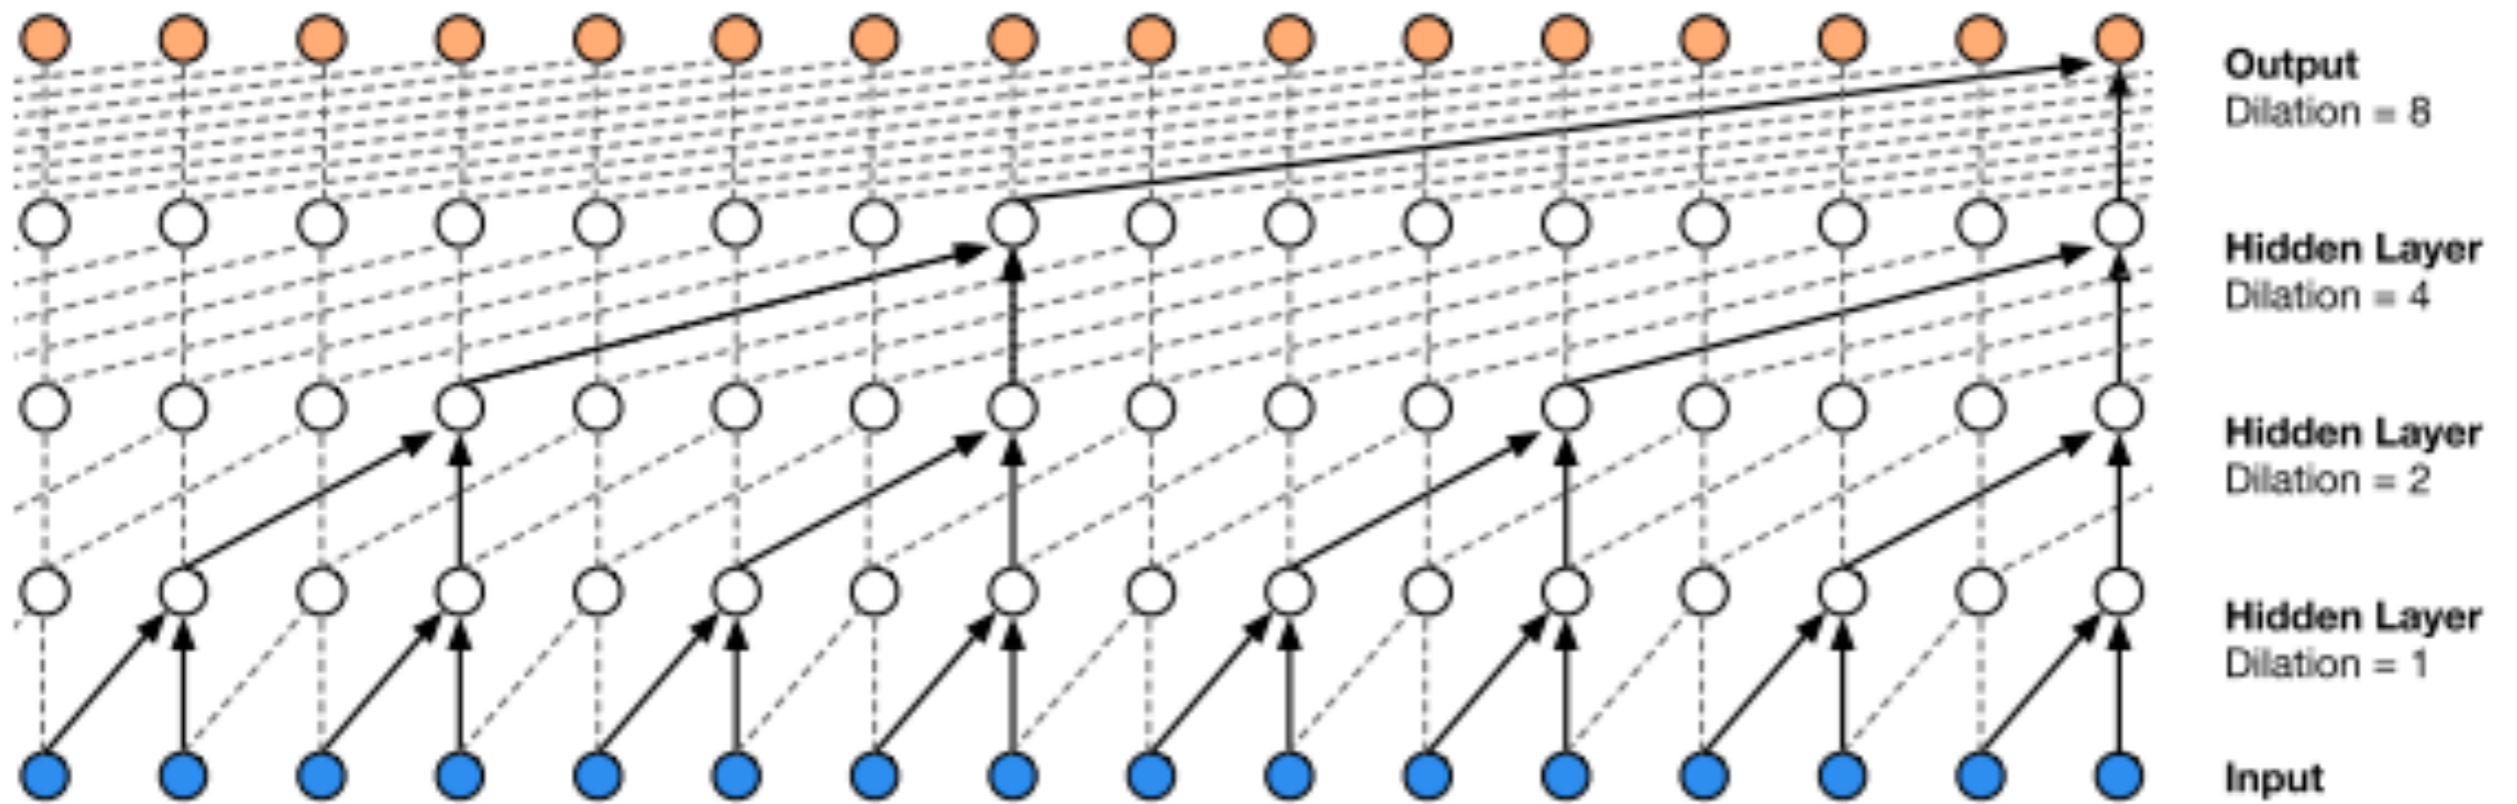 Output
Dilation = 8
Hidden Layer
Dilation = 4
Hidden Layer
Dilation = 2
Hidden Layer
Dilation = 1
Input